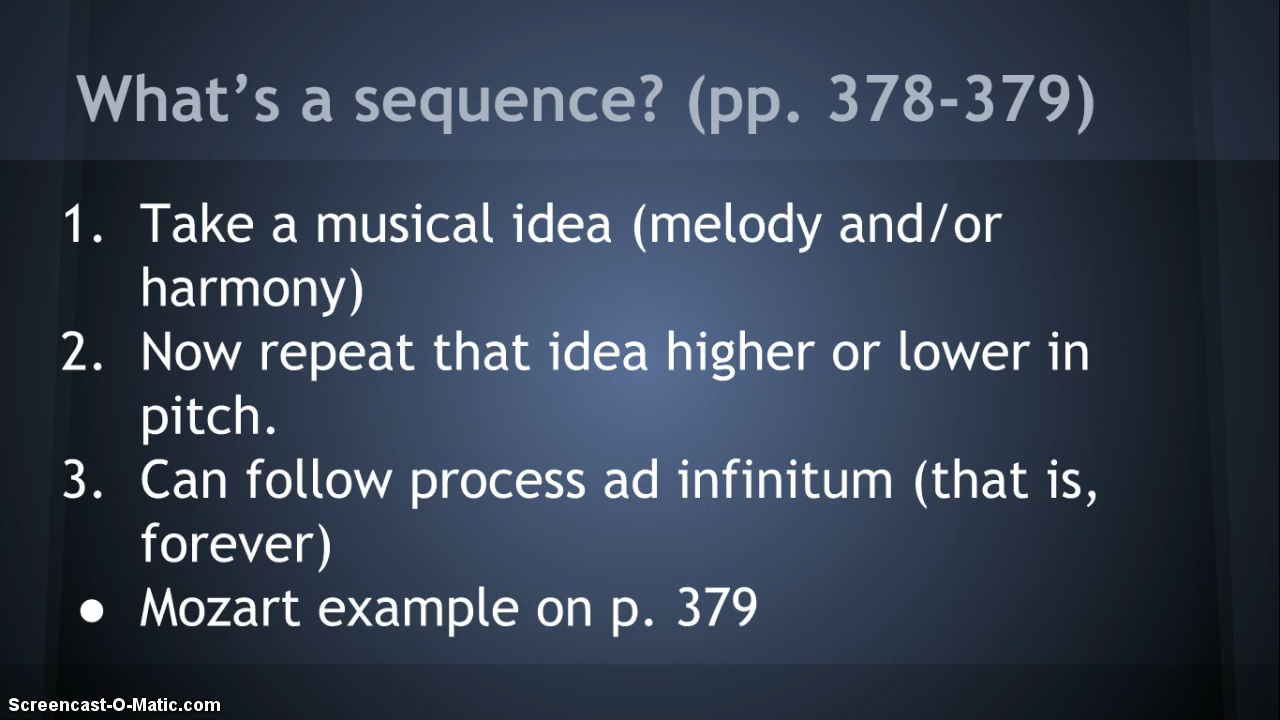 What’s a sequence? (pp. 378-379)
1. Take a musical idea (melody and/or
harmony)
2. Now repeat that idea higher or lower in
pitch.
3. Can follow process ad infinitum (that is,
forever)
● Mozart example on p. 379
Screencast-O-Matic.com